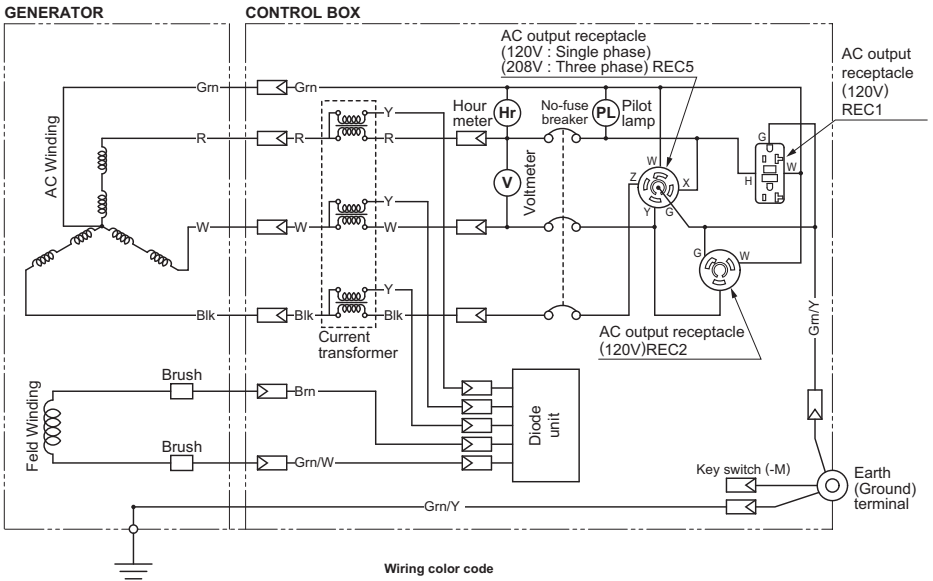 GENERATOR
CONTROL BOX
AC output receptacle
(120V : Single phase)
(208V : Three phase) REC5
AC output
receptacle
(120V)
REC1
Grn
Grn
Y
Hour
meter
Hr
No-fuse
breaker
PL
Pilot
lamp
G
R
R
W
H
W
AC Winding
V
Voltmeter
Z
X
Y
G
Y
W
W
W
G
W
Y
Blk
Blk
Blk
Current
transformer
AC output receptacle
(120V)REC2
Grn/Y
Feld Winding
Brush
Brn
Diode
unit
Brush
Grn/W
Key switch (-M)
Earth
(Ground)
terminal
Grn/Y
Wiring color code